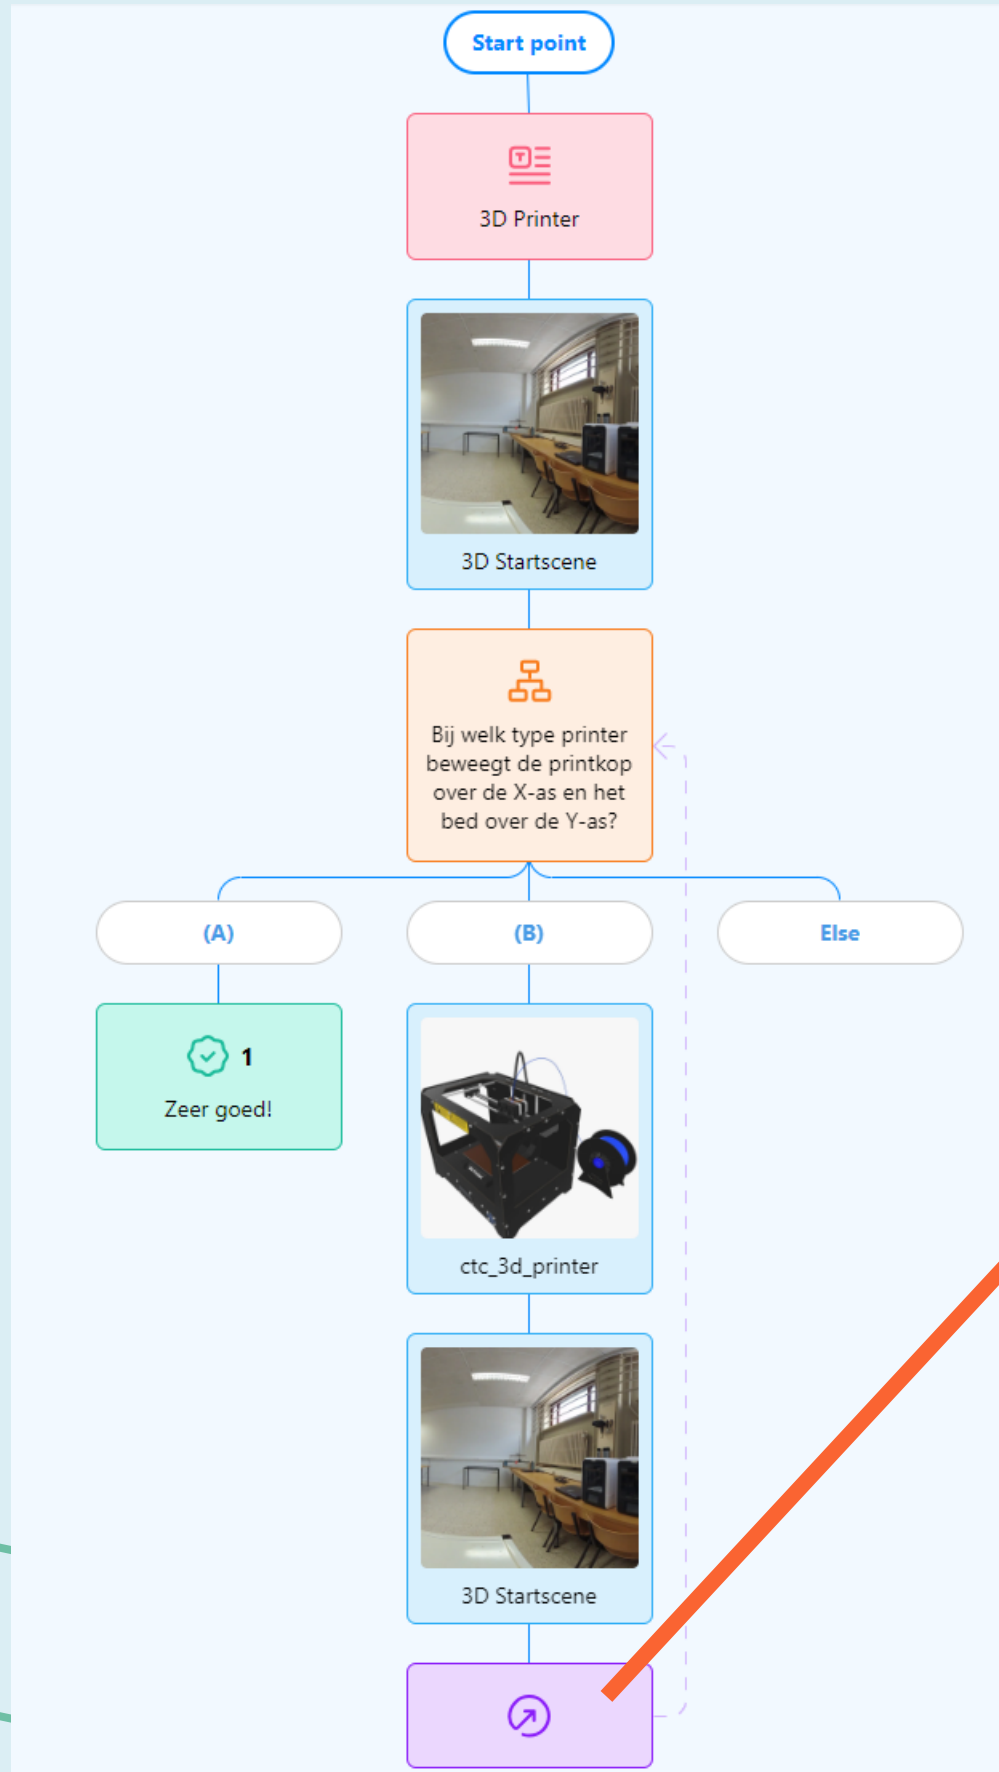 Start point
3D Printer
3D Startscene
Bij welk type printer
beweegt de printkop
over de X-as en het
bed over de Y-as?
(A)
(B)
Else
1
Zeer goed!
ctc_3d_printer
3D Startscene